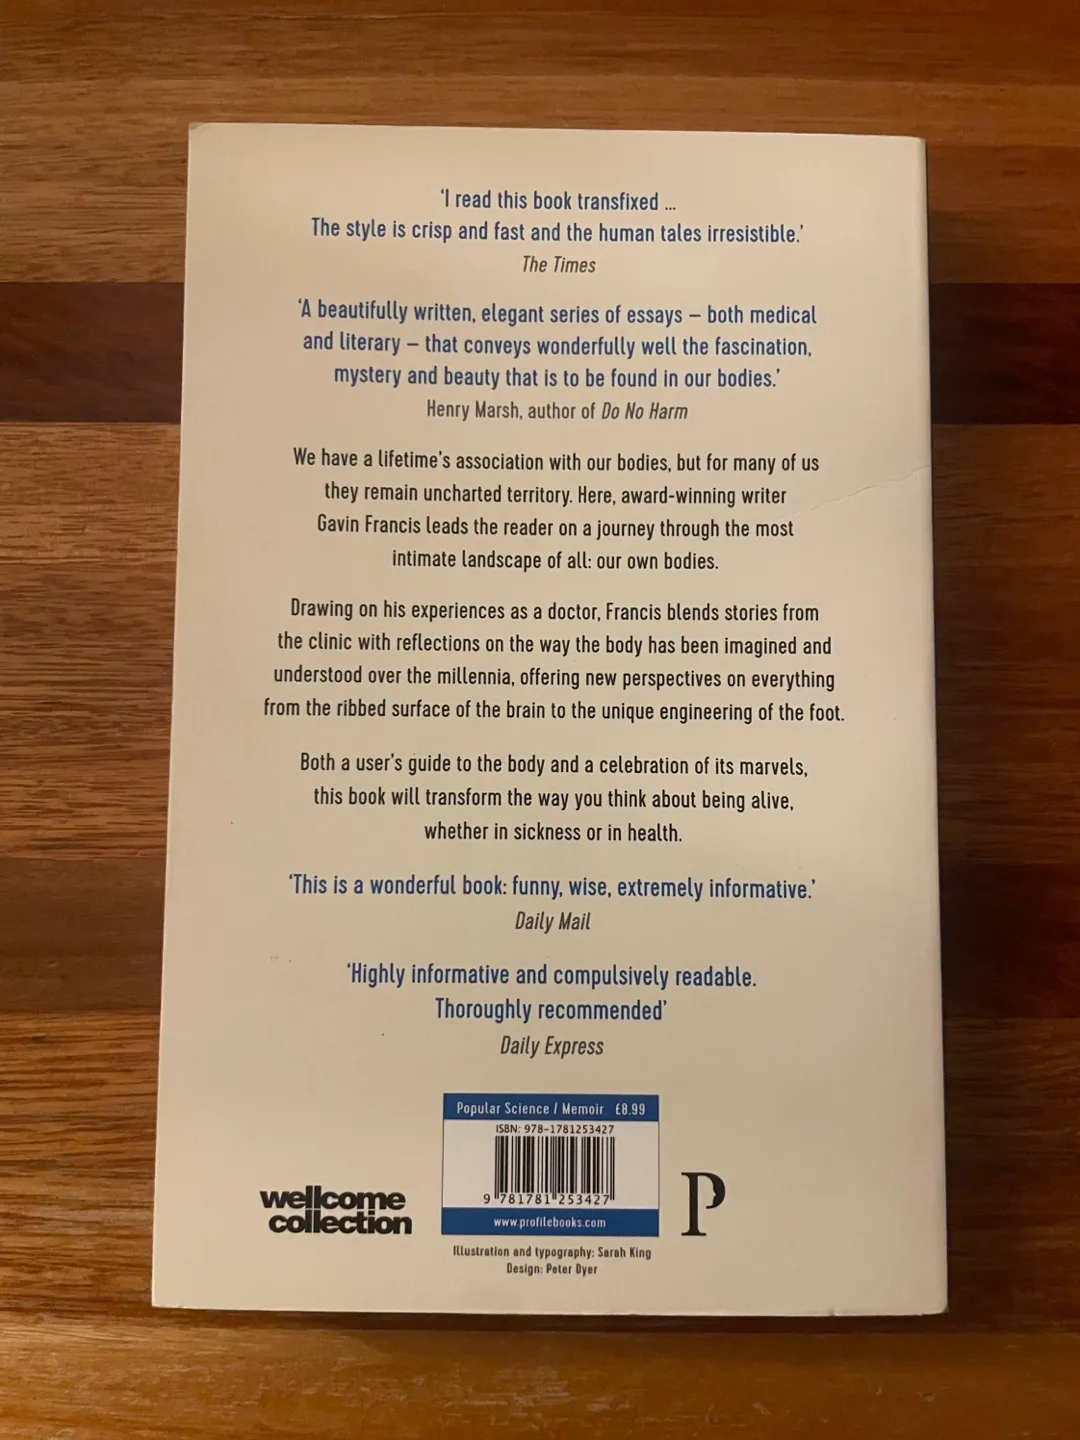 ‘I read this book transfixed ...
The style is crisp and fast and the human tales irresistible.’
The Times
‘A beautifully written, elegant series of essays – both medical
and literary – that conveys wonderfully well the fascination,
mystery and beauty that is to be found in our bodies.’
Henry Marsh, author of Do No Harm
We have a lifetime's association with our bodies, but for many of us
they remain uncharted territory. Here, award-winning writer
Gavin Francis leads the reader on a journey through the most
intimate landscape of all: our own bodies.
Drawing on his experiences as a doctor, Francis blends stories from
the clinic with reflections on the way the body has been imagined and
understood over the millennia, offering new perspectives on everything
from the ribbed surface of the brain to the unique engineering of the foot.
Both a user's guide to the body and a celebration of its marvels,
this book will transform the way you think about being alive,
whether in sickness or in health.
‘This is a wonderful book: funny, wise, extremely informative.’
Daily Mail
‘Highly informative and compulsively readable.
Thoroughly recommended’
Daily Express
Popular Science / Memoir £8.99
ISBN: 978-1781253427
9 781781 253427
www.profilebooks.com
wellcome
collection
P
Illustration and typography: Sarah King
Design: Peter Dyer